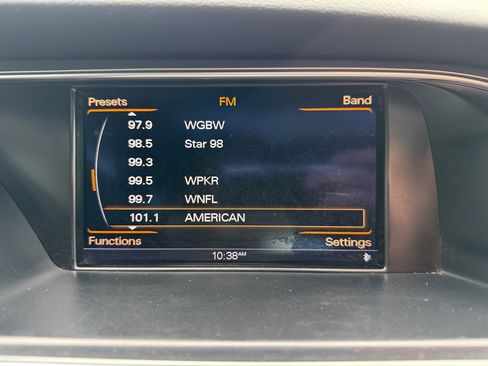 Presets FM Band
97.9 WGBW
98.5 Star 98
99.3
99.5 WPKR
99.7 WNFL
101.1 AMERICAN
Functions Settings
10:38AM